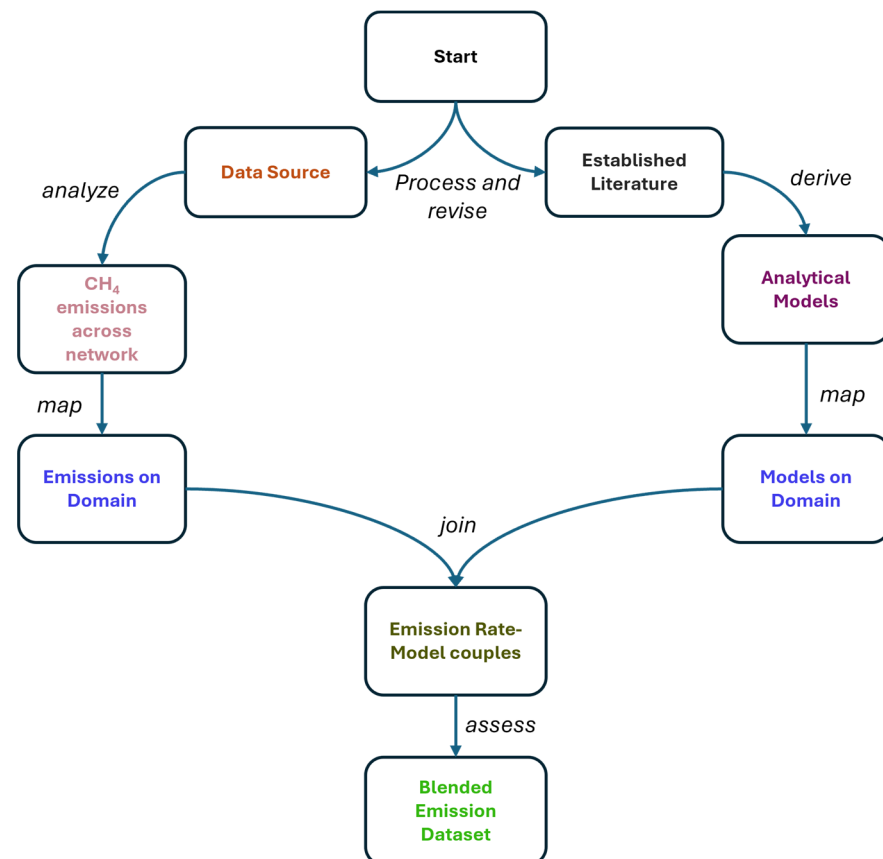 Start
Data Source
Process and
revise
Established
Literature
analyze
derive
CH₄
emissions
across
network
Analytical
Models
map
map
Emissions on
Domain
Models on
Domain
join
Emission Rate-
Model couples
assess
Blended
Emission
Dataset